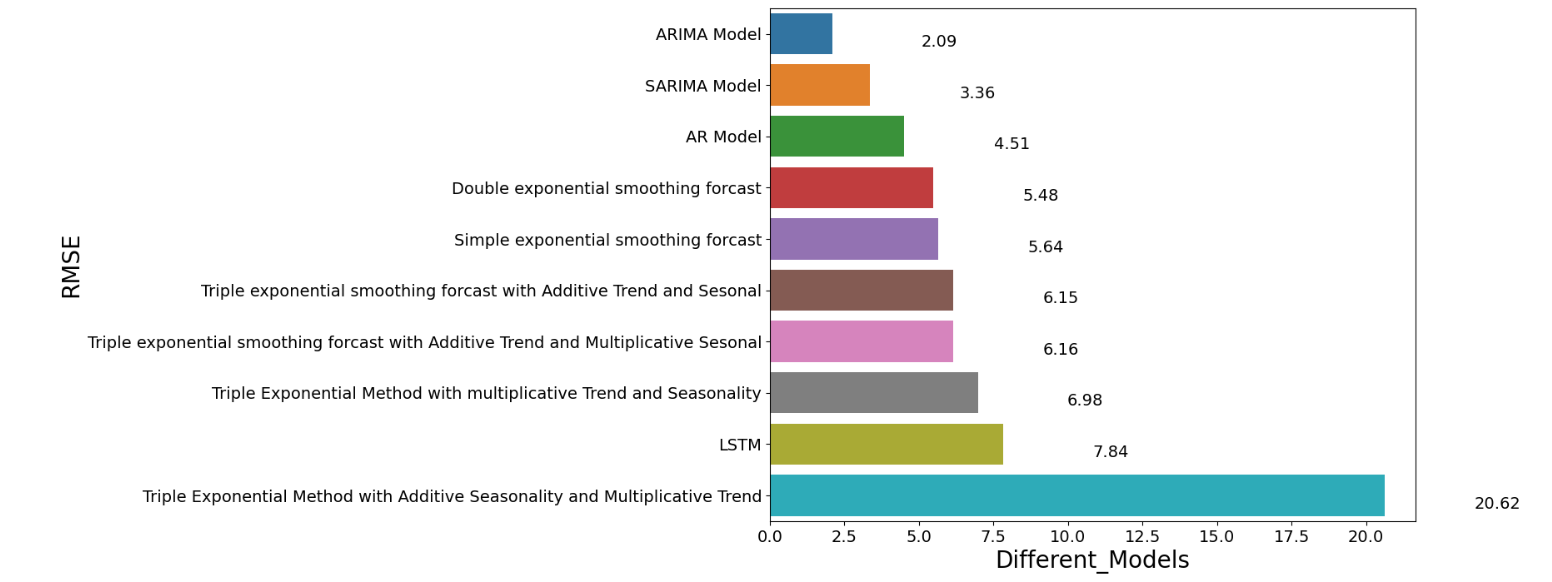 RMSE
ARIMA Model 2.09
SARIMA Model 3.36
AR Model 4.51
Double exponential smoothing forcast 5.48
Simple exponential smoothing forcast 5.64
Triple exponential smoothing forcast with Additive Trend and Sesonal 6.15
Triple exponential smoothing forcast with Additive Trend and Multiplicative Sesonal 6.16
Triple Exponential Method with multiplicative Trend and Seasonality 6.98
LSTM 7.84
Triple Exponential Method with Additive Seasonality and Multiplicative Trend 20.62
0.0 2.5 5.0 7.5 10.0 12.5 15.0 17.5 20.0
Different_Models